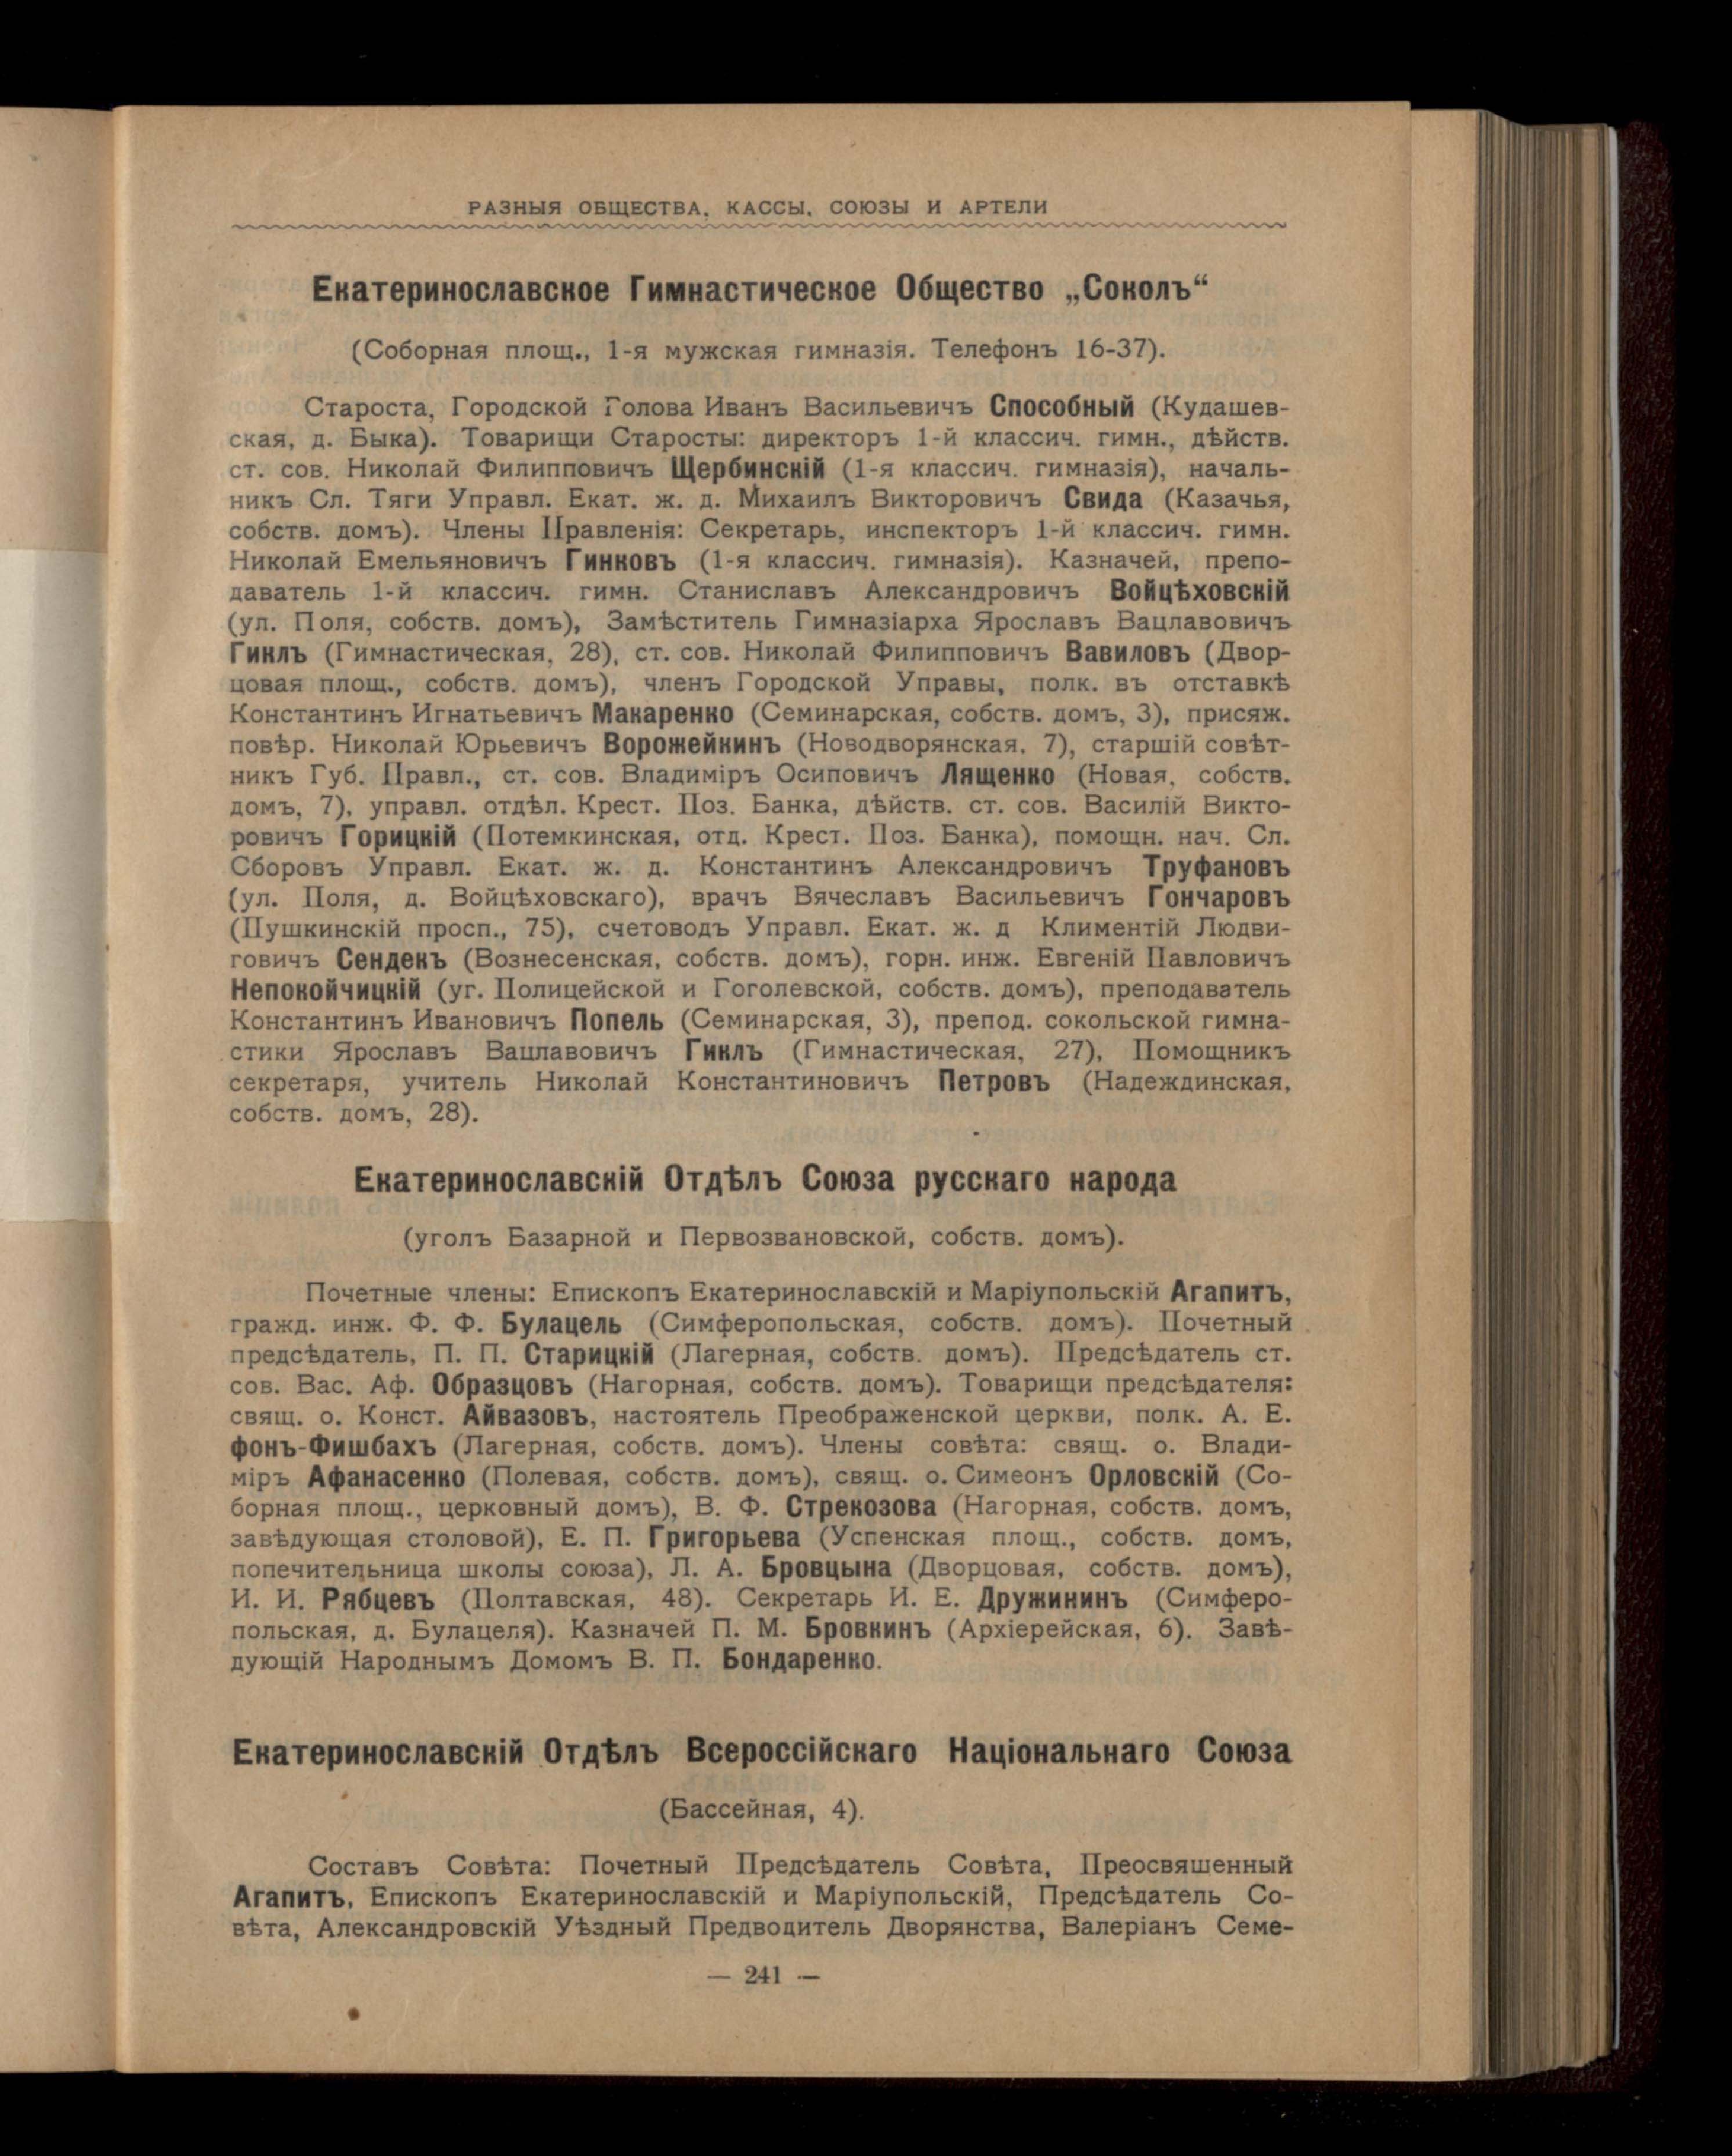 РАЗНЫЯ ОБЩЕСТВА, КАССЫ, СОЮЗЫ И АРТЕЛИ
Екатеринославское Гимнастическое Общество „Соколъ“
(Соборная площ., 1-я мужская гимназія. Телефонъ 16-37).
Староста, Городской Голова Иванъ Васильевичъ Способный (Кудашев-
ская, д. Быка). Товарищи Старосты: директоръ 1-й классич. гимн., дѣйств.
ст. сов. Николай Филипповичъ Щербинскій (1-я классич. гимназія), началь-
никъ Сл. Тяги Управл. Екат. ж. д. Михаилъ Викторовичъ Свида (Казачья,
собств. домъ). Члены Правленія: Секретарь, инспекторъ 1-й классич. гимн.
Николай Емельяновичъ Гинковъ (1-я классич. гимназія). Казначей, препо-
даватель 1-й классич. гимн. Станиславъ Александровичъ Войцѣховскій
(ул. Поля, собств. домъ), Замѣститель Гимназіарха Ярославъ Вацлавовичъ
Гиклъ (Гимнастическая, 28), ст. сов. Николай Филипповичъ Вавиловъ (Двор-
цовая площ., собств. домъ), членъ Городской Управы, полк. въ отставкѣ
Константинъ Игнатьевичъ Макаренко (Семинарская, собств. домъ, 3), присяж.
повѣр. Николай Юрьевичъ Ворожейкинъ (Новодворянская, 7), старшій совѣт-
никъ Губ. Правл., ст. сов. Владиміръ Осиповичъ Лященко (Новая, собств.
домъ, 7), управл. отдѣл. Крест. Поз. Банка, дѣйств. ст. сов. Василій Викто-
ровичъ Горицкій (Потемкинская, отд. Крест. Поз. Банка), помощн. нач. Сл.
Сборовъ Управл. Екат. ж. д. Константинъ Александровичъ Труфановъ
(ул. Поля, д. Войцѣховскаго), врачъ Вячеславъ Васильевичъ Гончаровъ
(Пушкинскій просп., 75), счетоводъ Управл. Екат. ж. д Климентій Людви-
говичъ Сендекъ (Вознесенская, собств. домъ), горн. инж. Евгеній Павловичъ
Непокойчицкій (уг. Полицейской и Гоголевской, собств. домъ), преподаватель
Константинъ Ивановичъ Попель (Семинарская, 3), препод. сокольской гимна-
стики Ярославъ Вацлавовичъ Гиклъ (Гимнастическая, 27), Помощникъ
секретаря, учитель Николай Константиновичъ Петровъ (Надеждинская,
собств. домъ, 28).
Екатеринославскій Отдѣлъ Союза русскаго народа
(уголъ Базарной и Первозвановской, собств. домъ).
Почетные члены: Епископъ Екатеринославскій и Маріупольскій Агапитъ,
гражд. инж. Ф. Ф. Булацель (Симферопольская, собств. домъ). Почетный
предсѣдатель, П. П. Старицкій (Лагерная, собств. домъ). Предсѣдатель ст.
сов. Вас. Аф. Образцовъ (Нагорная, собств. домъ). Товарищи предсѣдателя:
свящ. о. Конст. Айвазовъ, настоятель Преображенской церкви, полк. А. Е.
фонъ-Фишбахъ (Лагерная, собств. домъ). Члены совѣта: свящ. о. Влади-
міръ Афанасенко (Полевая, собств. домъ), свящ. о. Симеонъ Орловскій (Со-
борная площ., церковный домъ), В. Ф. Стрекозова (Нагорная, собств. домъ,
завѣдующая столовой), Е. П. Григорьева (Успенская площ., собств. домъ,
попечительница школы союза), Л. А. Бровцына (Дворцовая, собств. домъ),
И. И. Рябцевъ (Полтавская, 48). Секретарь И. Е. Дружининъ (Симферо-
польская, д. Булацеля). Казначей П. М. Бровкинъ (Архіерейская, 6). Завѣ-
дующій Народнымъ Домомъ В. П. Бондаренко.
Екатеринославскій Отдѣлъ Всероссійскаго Національнаго Союза
(Бассейная, 4).
Составъ Совѣта: Почетный Предсѣдатель Совѣта, Преосвяшенный
Агапитъ, Епископъ Екатеринославскій и Маріупольскій, Предсѣдатель Со-
вѣта, Александровскій Уѣздный Предводитель Дворянства, Валеріанъ Семе-
— 241 —